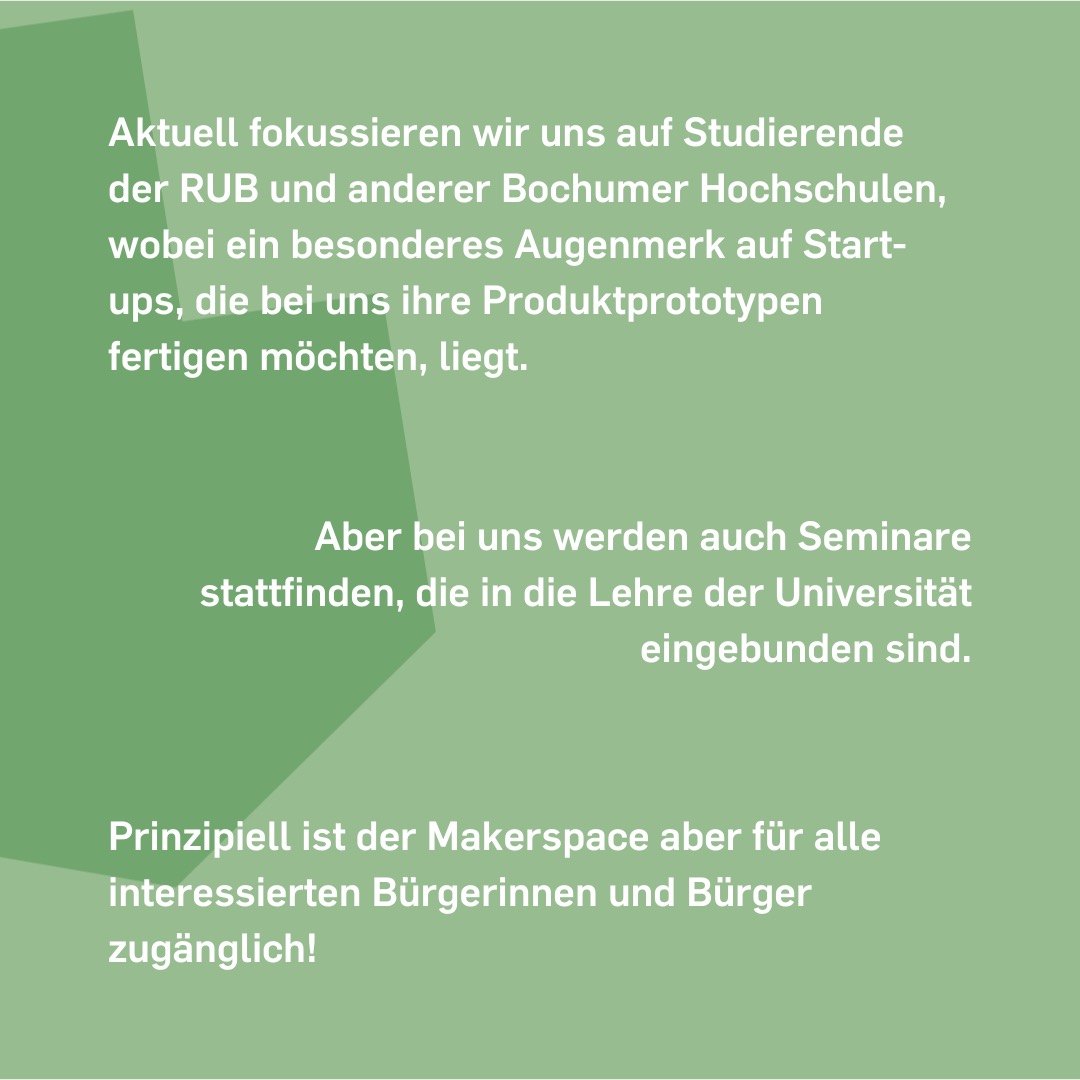 Aktuell fokussieren wir uns auf Studierende
der RUB und anderer Bochumer Hochschulen,
wobei ein besonderes Augenmerk auf Start-
ups, die bei uns ihre Produktprototypen
fertigen möchten, liegt.
Aber bei uns werden auch Seminare
stattfinden, die in die Lehre der Universität
eingebunden sind.
Prinzipiell ist der Makerspace aber für alle
interessierten Bürgerinnen und Bürger
zugänglich!